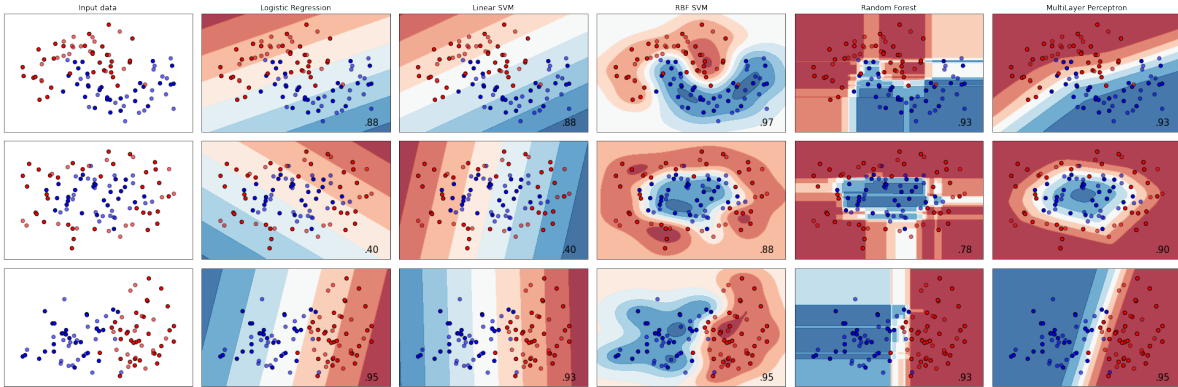 Input data
Logistic Regression
Linear SVM
RBF SVM
Random Forest
MultiLayer Perceptron
.88
.88
.97
.93
.93
.40
.40
.88
.78
.90
.95
.93
.95
.93
.95